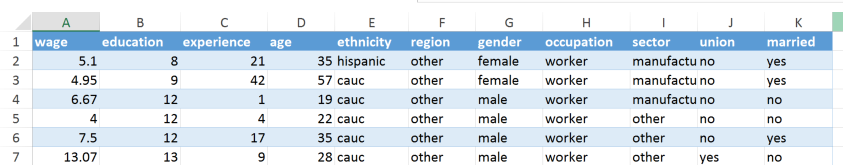 A B C D E F G H I J K
1 wage education experience age ethnicity region gender occupation sector union married
2 5.1 8 21 35 hispanic other female worker manufactu no yes
3 4.95 9 42 57 cauc other female worker manufactu no yes
4 6.67 12 1 19 cauc other male worker manufactu no no
5 4 12 4 22 cauc other male worker other no no
6 7.5 12 17 35 cauc other male worker other no yes
7 13.07 13 9 28 cauc other male worker other yes no